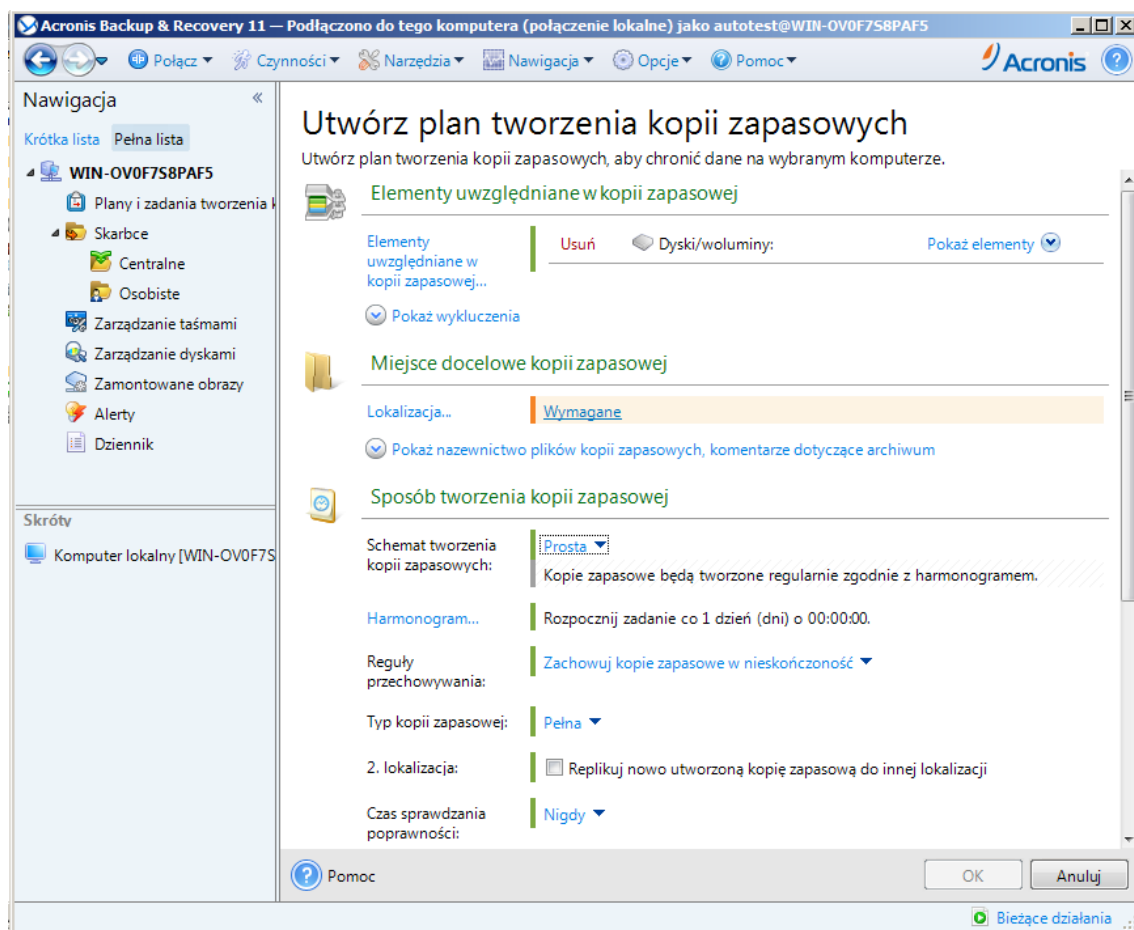 Acronis Backup & Recovery 11 — Podłączono do tego komputera (połączenie lokalne) jako autotest@WIN-OV0F7S8PAF5
Połącz
Czynności
Narzędzia
Nawigacja
Opcje
Pomoc
Acronis
Nawigacja
Krótka lista
Pełna lista
WIN-OV0F7S8PAF5
Plany i zadania tworzenia
Skarbce
Centralne
Osobiste
Zarządzanie taśmami
Zarządzanie dyskami
Zamontowane obrazy
Alerty
Dziennik
Skróty
Komputer lokalny [WIN-OV0F7S
Utwórz plan tworzenia kopii zapasowych
Utwórz plan tworzenia kopii zapasowych, aby chronić dane na wybranym komputerze.
Elementy uwzględniane w kopii zapasowej
Elementy
uwzględniane w
kopii zapasowej...
Usuń
Dyski/woluminy:
Pokaż elementy
Pokaż wykluczenia
Miejsce docelowe kopii zapasowej
Lokalizacja...
Wymagane
Pokaż nazewnictwo plików kopii zapasowych, komentarze dotyczące archiwum
Sposób tworzenia kopii zapasowej
Schemat tworzenia
kopii zapasowych:
Prosta
Kopie zapasowe będą tworzone regularnie zgodnie z harmonogramem.
Harmonogram...
Rozpocznij zadanie co 1 dzień (dni) o 00:00:00.
Reguły
przechowywania:
Zachowuj kopie zapasowe w nieskończoność
Typ kopii zapasowej:
Pełna
2. lokalizacja:
Replikuj nowo utworzoną kopię zapasową do innej lokalizacji
Czas sprawdzania
poprawności:
Nigdy
Pomoc
OK
Anuluj
Bieżące działania